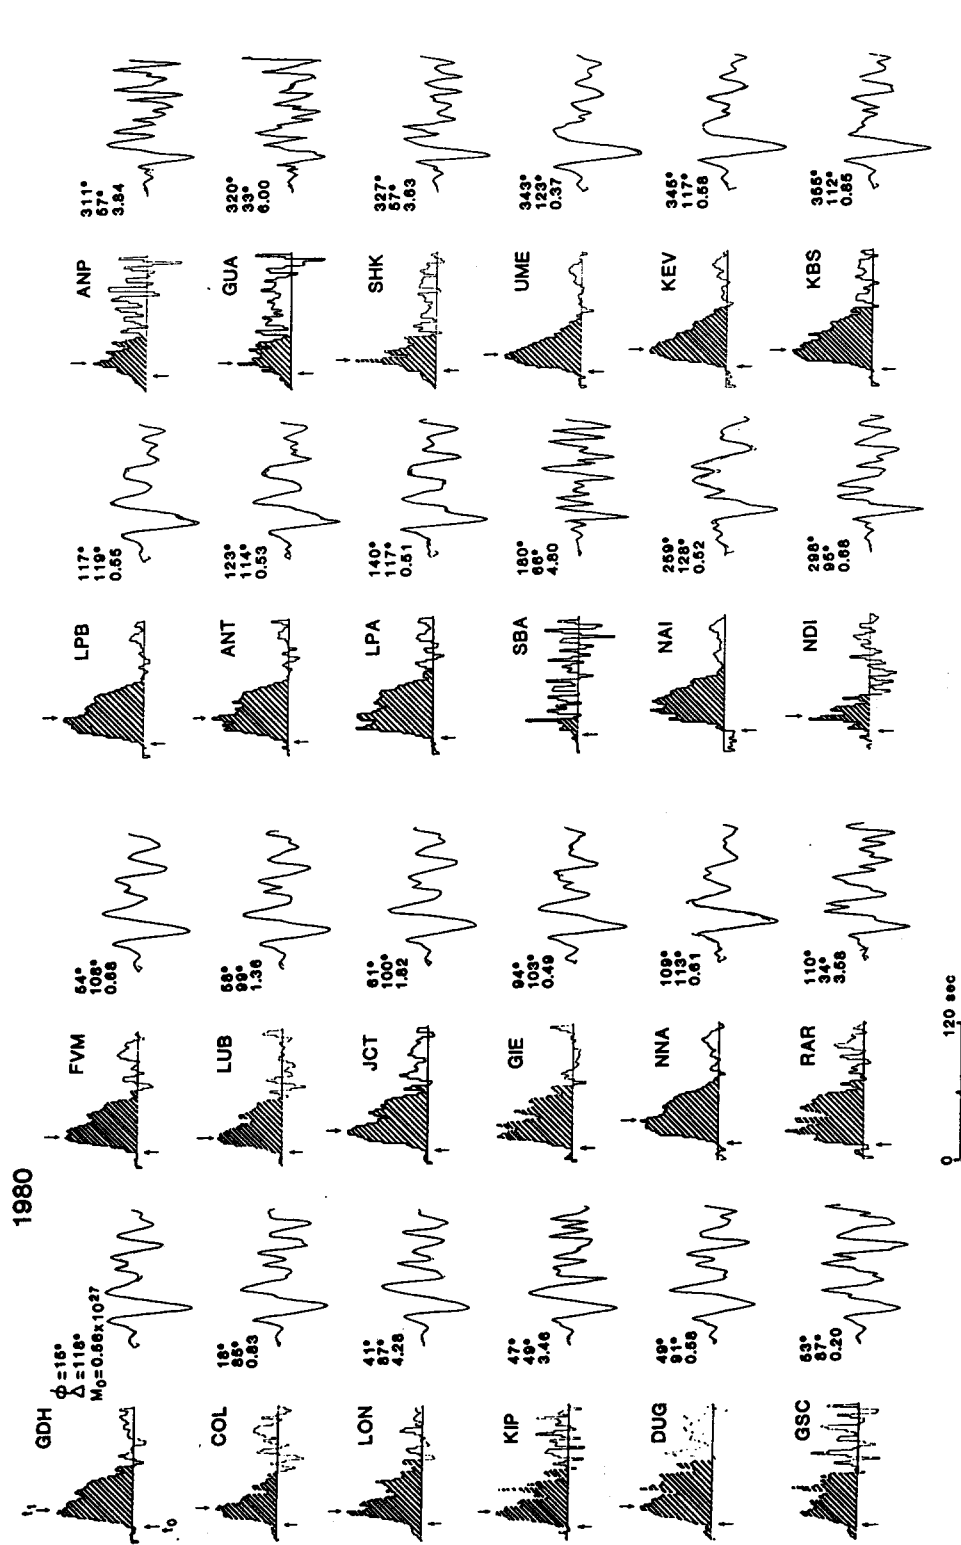 1980
GDH
t₁
t₀
ϕ = 15°
Δ = 118°
M₀ = 0.56x10²⁷
FVM
54°
108°
0.68
LPB
117°
119°
0.55
ANP
311°
57°
3.84
COL
18°
85°
0.83
LUB
58°
99°
1.36
ANT
123°
114°
0.53
GUA
320°
33°
6.00
LON
41°
87°
4.28
JCT
61°
100°
1.82
LPA
140°
117°
0.51
SHK
327°
57°
3.63
KIP
47°
49°
3.46
GIE
94°
103°
0.49
SBA
180°
66°
4.80
UME
343°
123°
0.37
DUG
49°
91°
0.58
NNA
109°
113°
0.61
NAI
259°
128°
0.52
KEV
345°
117°
0.58
GSC
53°
87°
0.20
RAR
110°
34°
3.58
NDI
298°
95°
0.68
KBS
355°
112°
0.85
0 120 sec